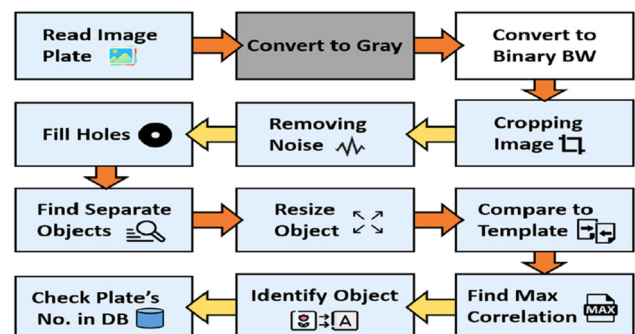 Read Image
Plate
Convert to Gray
Convert to
Binary BW
Fill Holes
Removing
Noise
Cropping
Image
Find Separate
Objects
Resize
Object
Compare to
Template
Check Plate's
No. in DB
Identify Object
A
Find Max
Correlation
MAX